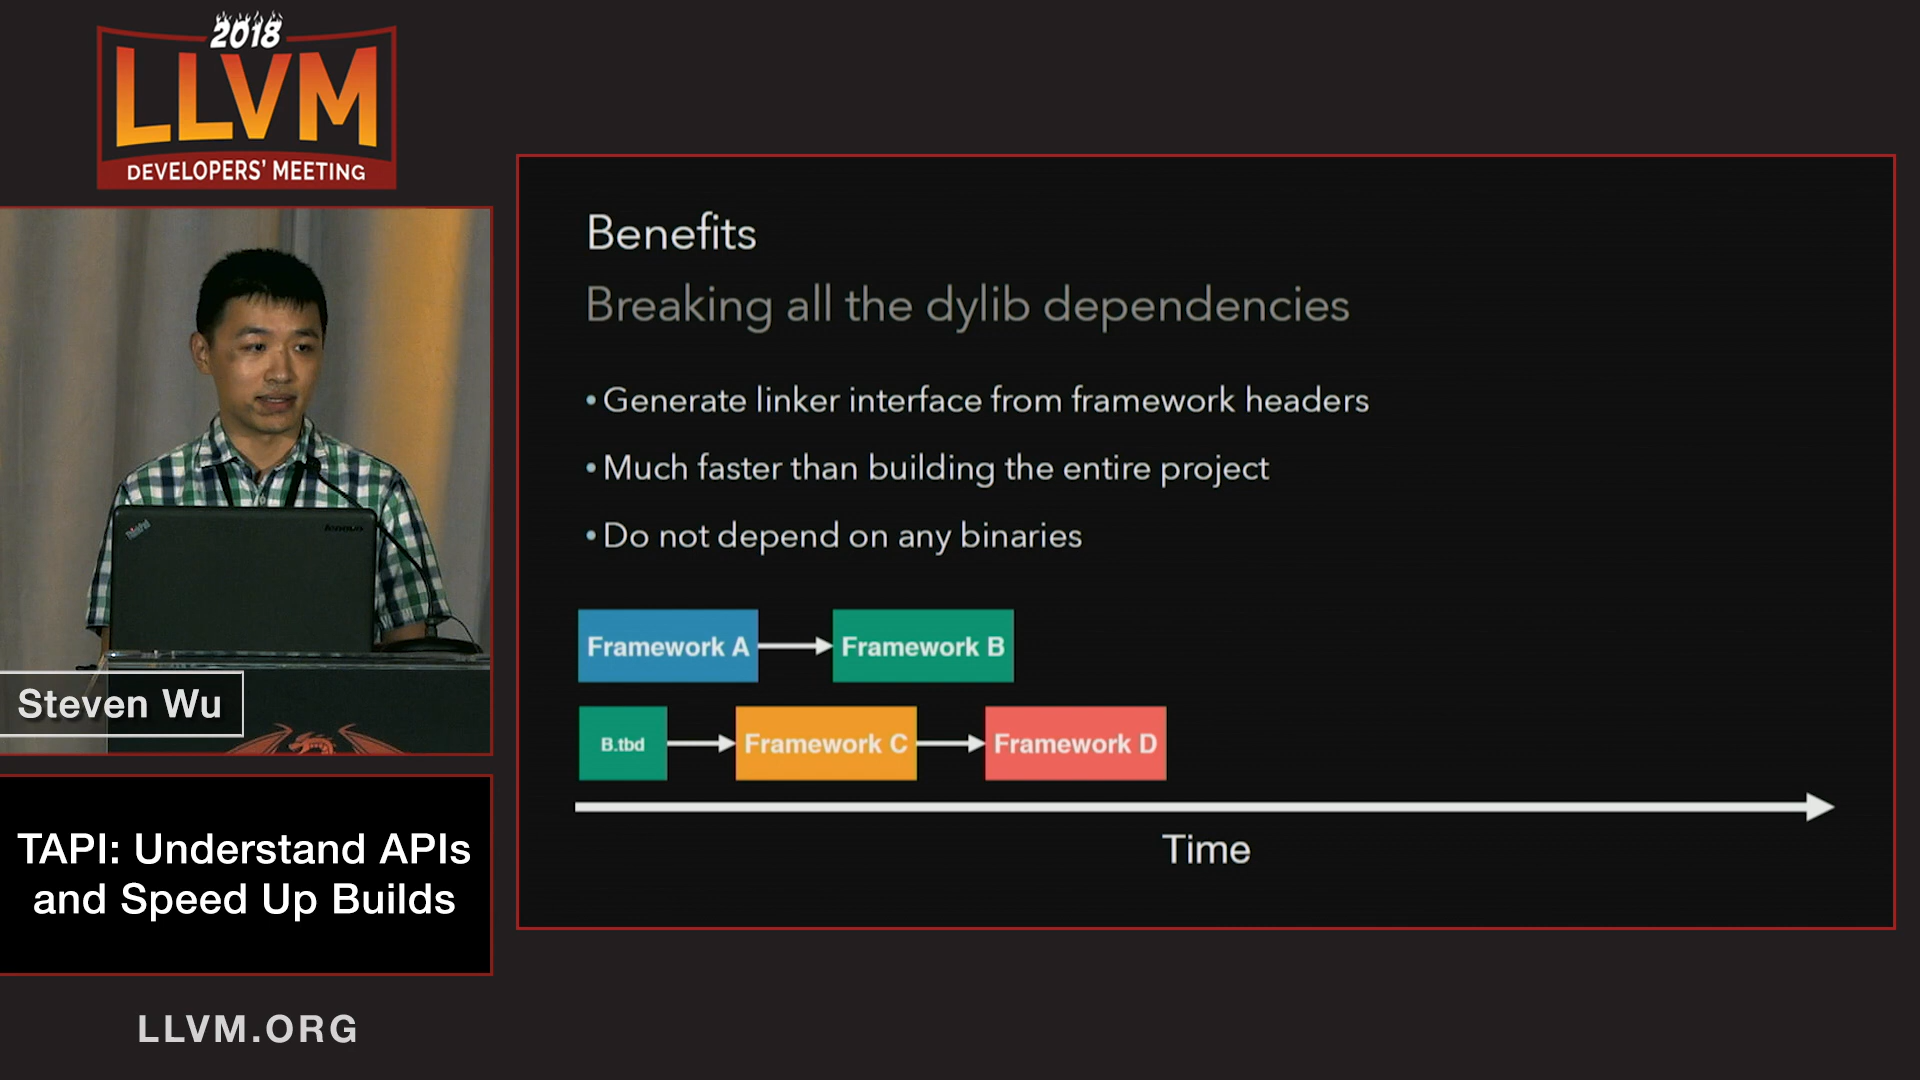 2018
LLVM
DEVELOPERS' MEETING
ThinkPad
lenovo
Steven Wu
TAPI: Understand APIs
and Speed Up Builds
LLVM.ORG
Benefits
Breaking all the dylib dependencies
• Generate linker interface from framework headers
• Much faster than building the entire project
• Do not depend on any binaries
Framework A
Framework B
B.tbd
Framework C
Framework D
Time